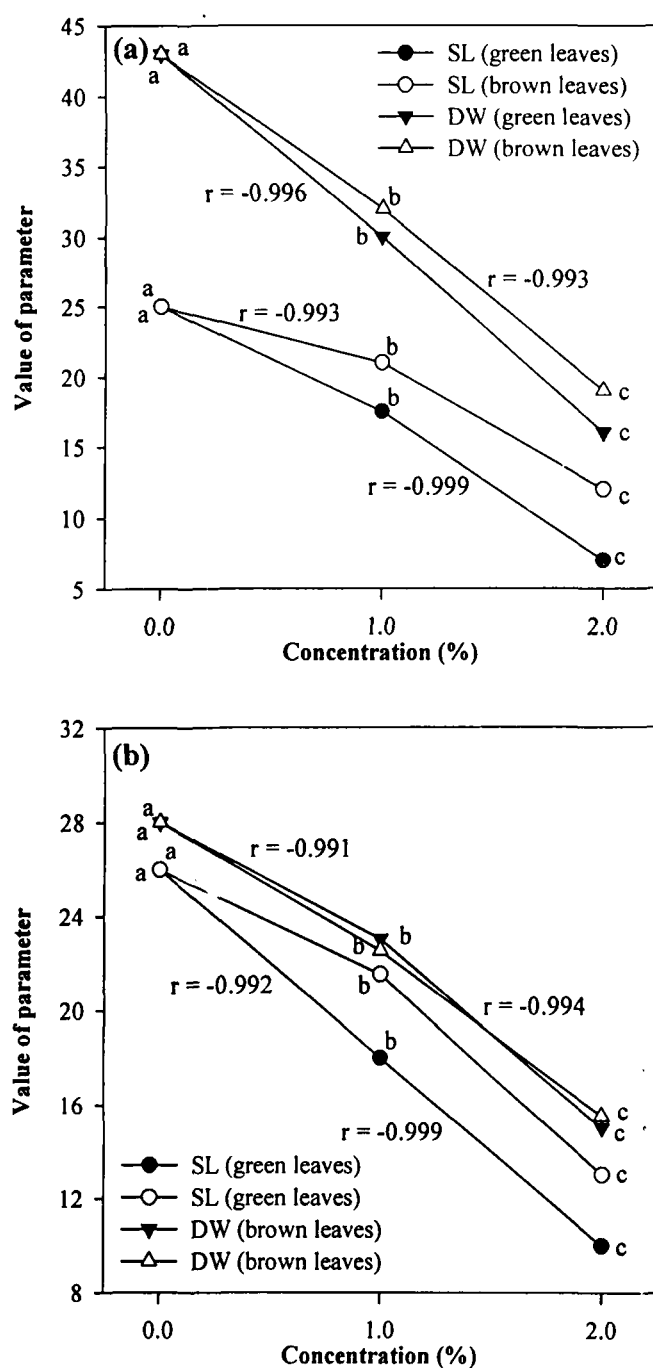 (a)
SL (green leaves)
SL (brown leaves)
DW (green leaves)
DW (brown leaves)
45
40
35
30
25
20
15
10
5
Value of parameter
a
a
a
a
r = -0.996
b
b
r = -0.993
r = -0.993
b
b
r = -0.999
c
c
c
c
0.0
1.0
2.0
Concentration (%)
(b)
32
28
24
20
16
12
8
Value of parameter
a
a
a
a
r = -0.991
b
b
b
r = -0.992
r = -0.994
b
r = -0.999
c
c
c
c
SL (green leaves)
SL (green leaves)
DW (brown leaves)
DW (brown leaves)
0.0
1.0
2.0
Concentration (%)